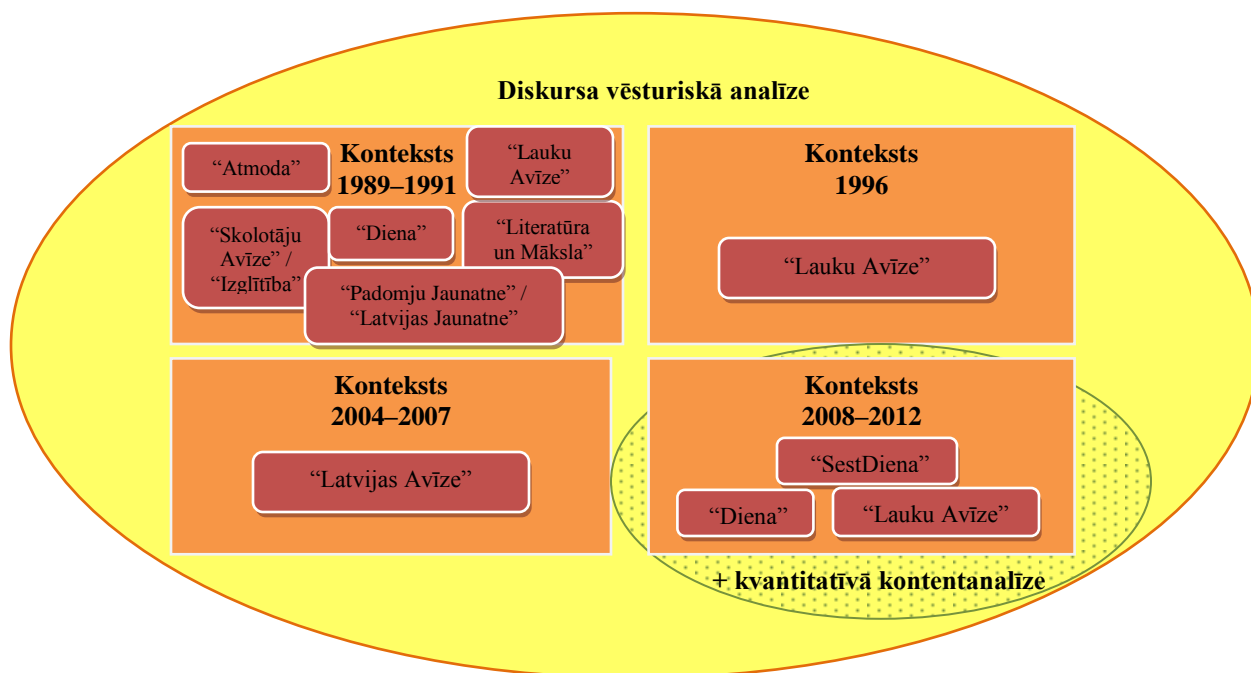 Diskursa vēsturiskā analīze
Konteksts
1989–1991
“Atmoda”
“Lauku
Avīze”
“Skolotāju
Avīze” /
“Izglītība”
“Diena”
“Literatūra
un Māksla”
“Padomju Jaunatne” /
“Latvijas Jaunatne”
Konteksts
1996
“Lauku Avīze”
Konteksts
2004–2007
“Latvijas Avīze”
Konteksts
2008–2012
“SestDiena”
“Diena”
“Lauku Avīze”
+ kvantitatīvā kontentanalīze